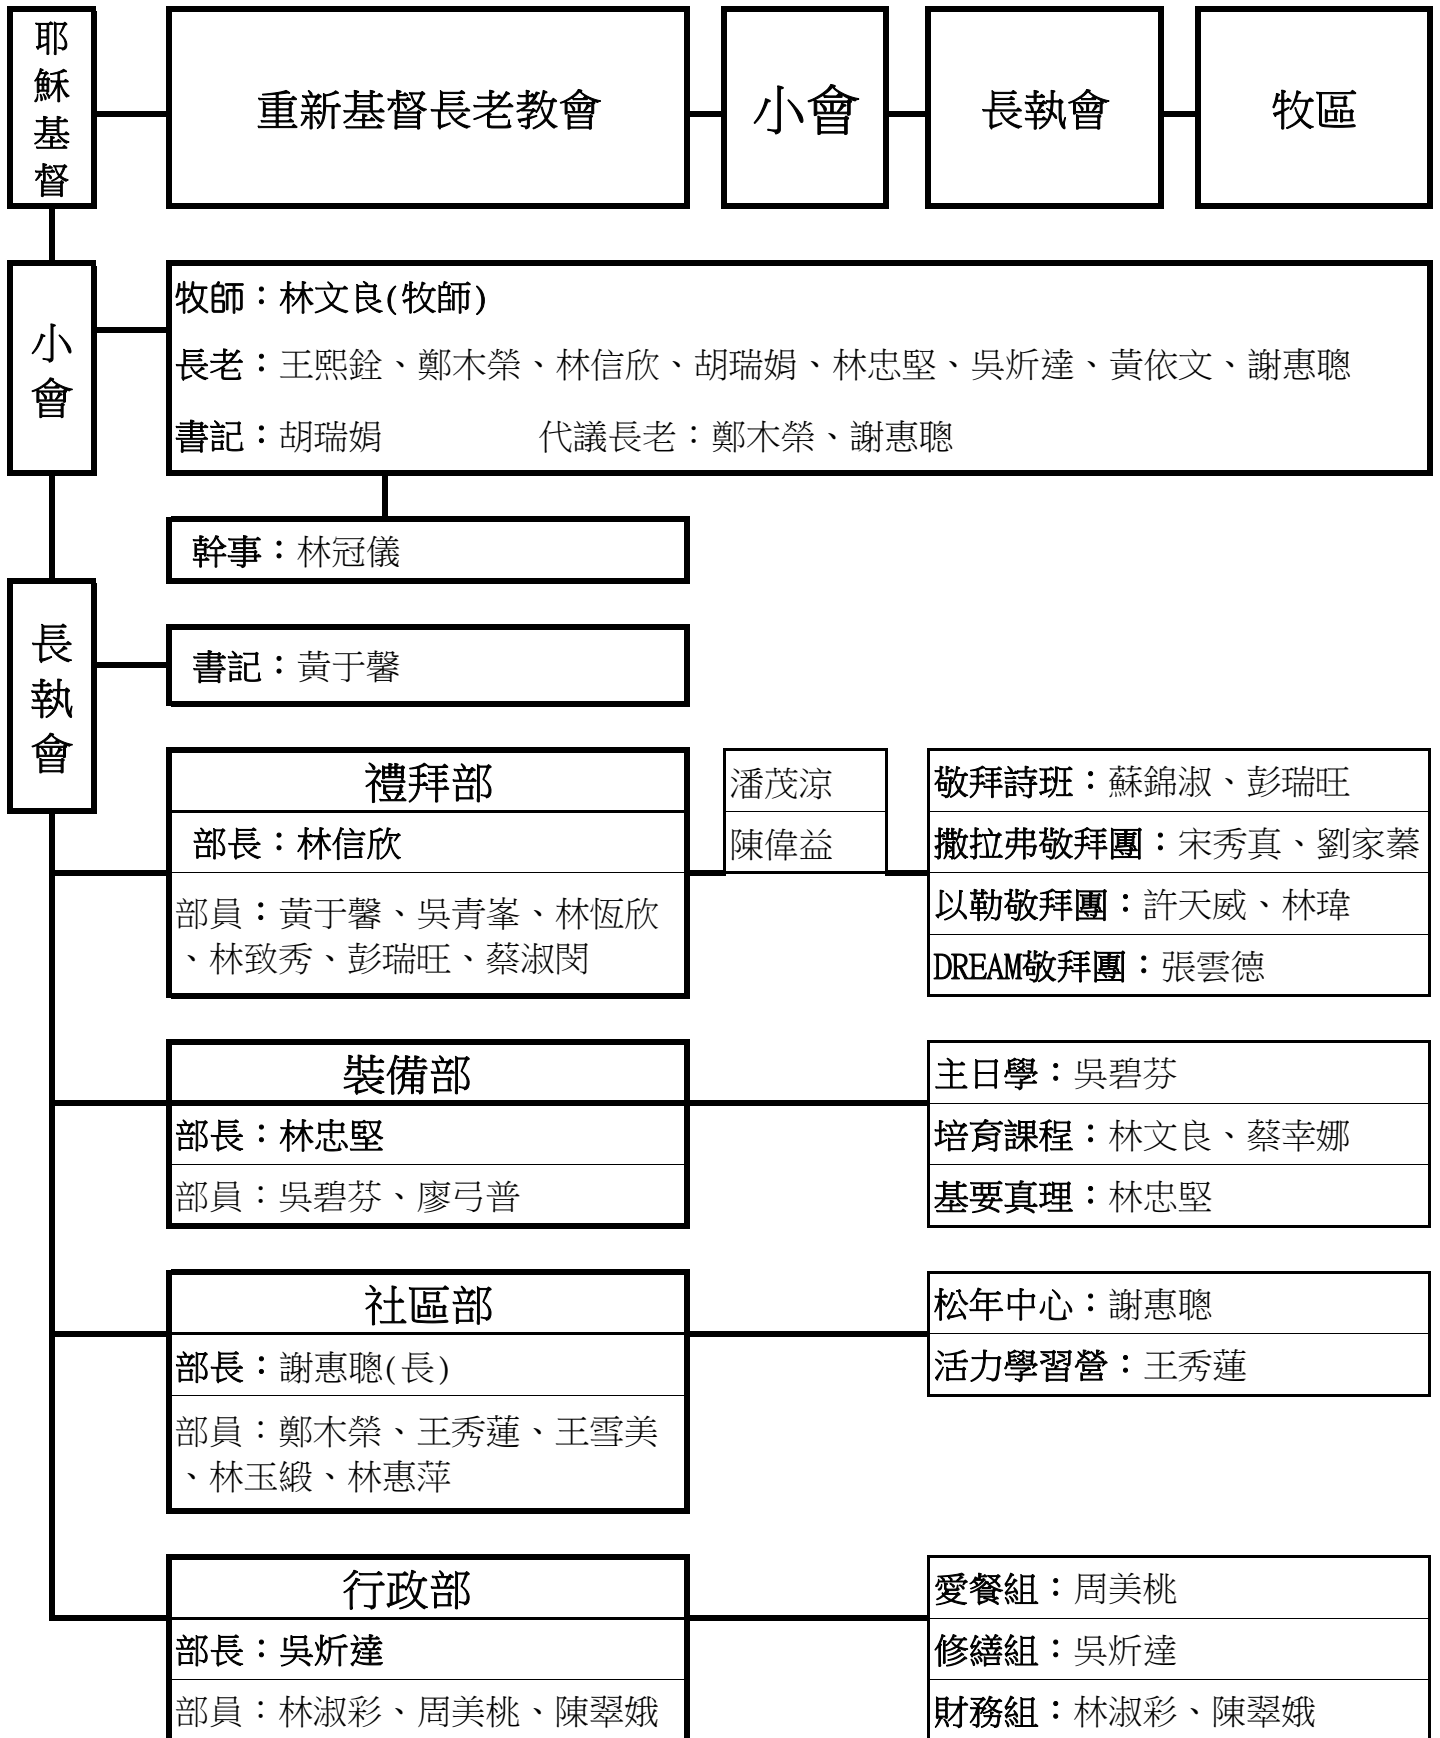 耶穌基督
重新基督長老教會
小會
長執會
牧區
小會
牧師：林文良(牧師)
長老：王熙銓、鄭木榮、林信欣、胡瑞娟、林忠堅、吳炘達、黃依文、謝惠聰
書記：胡瑞娟 代議長老：鄭木榮、謝惠聰
幹事：林冠儀
長執會
書記：黃于馨
禮拜部
部長：林信欣
部員：黃于馨、吳青峯、林恆欣
、林致秀、彭瑞旺、蔡淑閔
潘茂涼
陳偉益
敬拜詩班：蘇錦淑、彭瑞旺
撒拉弗敬拜團：宋秀真、劉家蓁
以勒敬拜團：許天威、林瑋
DREAM敬拜團：張雲德
裝備部
部長：林忠堅
部員：吳碧芬、廖弓普
主日學：吳碧芬
培育課程：林文良、蔡幸娜
基要真理：林忠堅
社區部
部長：謝惠聰(長)
部員：鄭木榮、王秀蓮、王雪美
、林玉緞、林惠萍
松年中心：謝惠聰
活力學習營：王秀蓮
行政部
部長：吳炘達
部員：林淑彩、周美桃、陳翠娥
愛餐組：周美桃
修繕組：吳炘達
財務組：林淑彩、陳翠娥